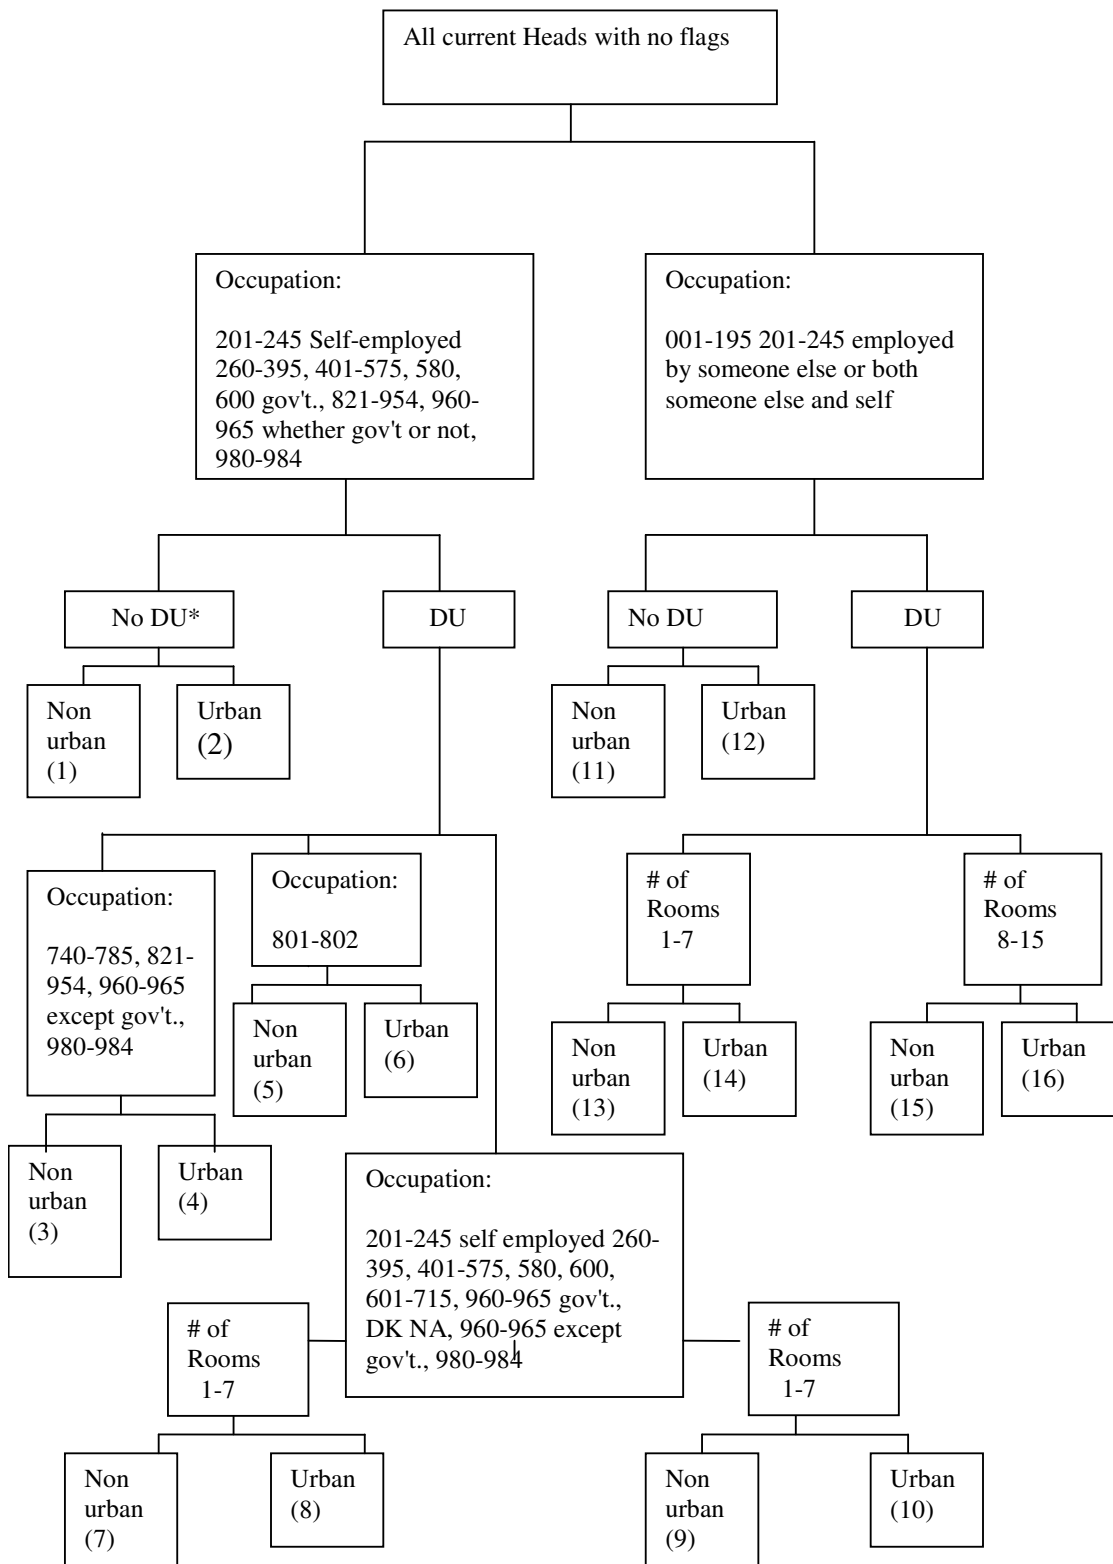 All current Heads with no flags
Occupation:
201-245 Self-employed
260-395, 401-575, 580,
600 gov't., 821-954, 960-
965 whether gov't or not,
980-984
Occupation:
001-195 201-245 employed
by someone else or both
someone else and self
No DU*
DU
No DU
DU
Non
urban
(1)
Urban
(2)
Non
urban
(11)
Urban
(12)
Occupation:
740-785, 821-
954, 960-965
except gov't.,
980-984
Occupation:
801-802
# of
Rooms
1-7
# of
Rooms
8-15
Non
urban
(5)
Urban
(6)
Non
urban
(13)
Urban
(14)
Non
urban
(15)
Urban
(16)
Non
urban
(3)
Urban
(4)
Occupation:
201-245 self employed 260-
395, 401-575, 580, 600,
601-715, 960-965 gov't.,
DK NA, 960-965 except
gov't., 980-984
# of
Rooms
1-7
# of
Rooms
1-7
Non
urban
(7)
Urban
(8)
Non
urban
(9)
Urban
(10)